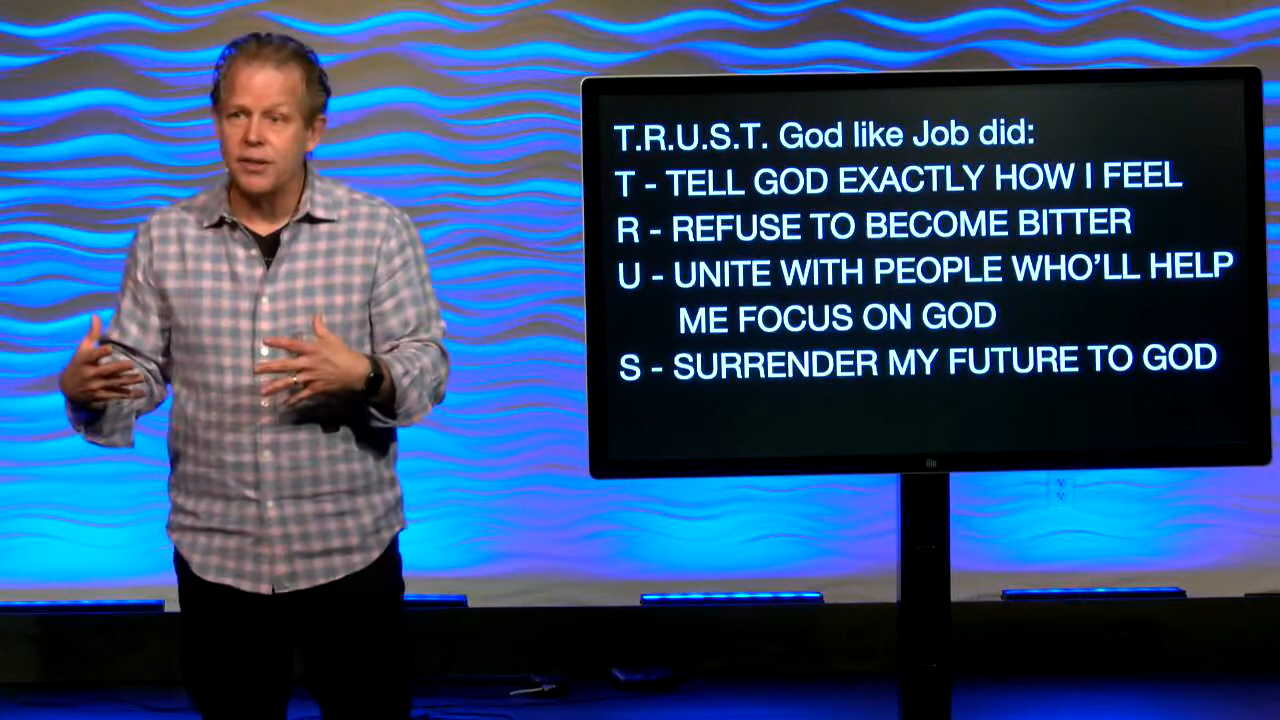 T.R.U.S.T. God like Job did:
T - TELL GOD EXACTLY HOW I FEEL
R - REFUSE TO BECOME BITTER
U - UNITE WITH PEOPLE WHO'LL HELP
ME FOCUS ON GOD
S - SURRENDER MY FUTURE TO GOD